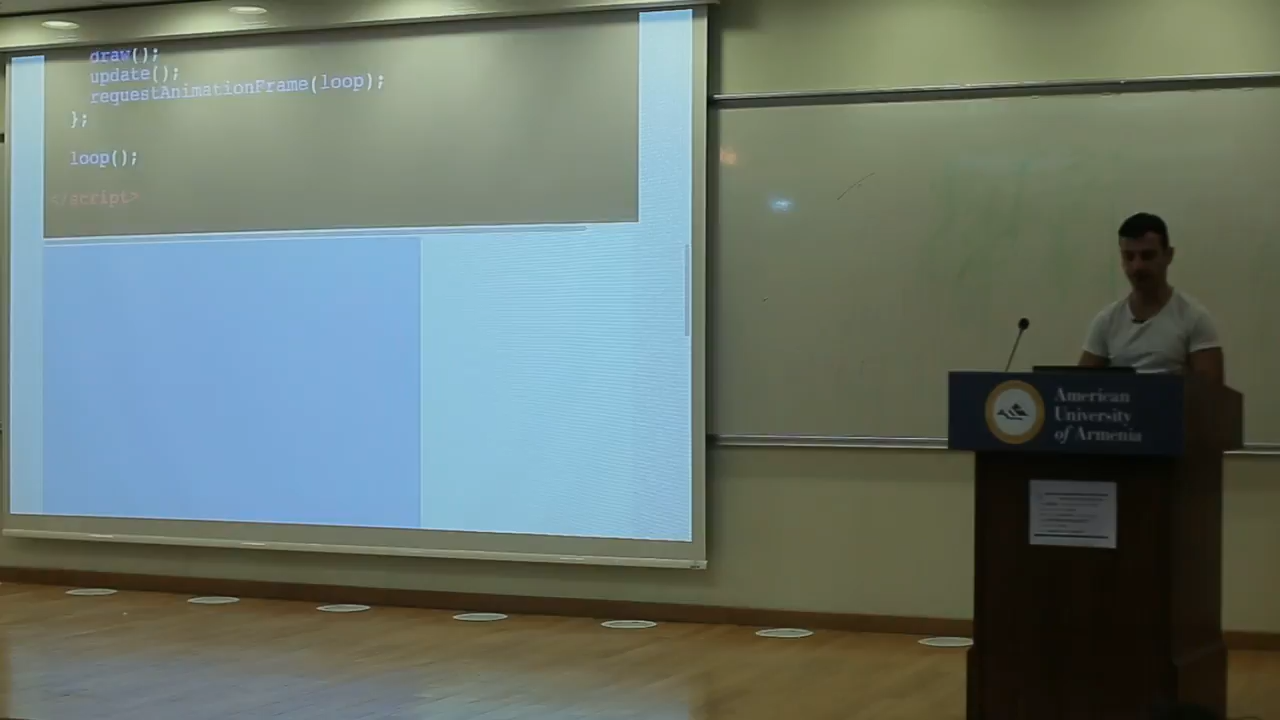 draw();
update();
requestAnimationFrame(loop);
};
loop();
</script>
American
University
of Armenia